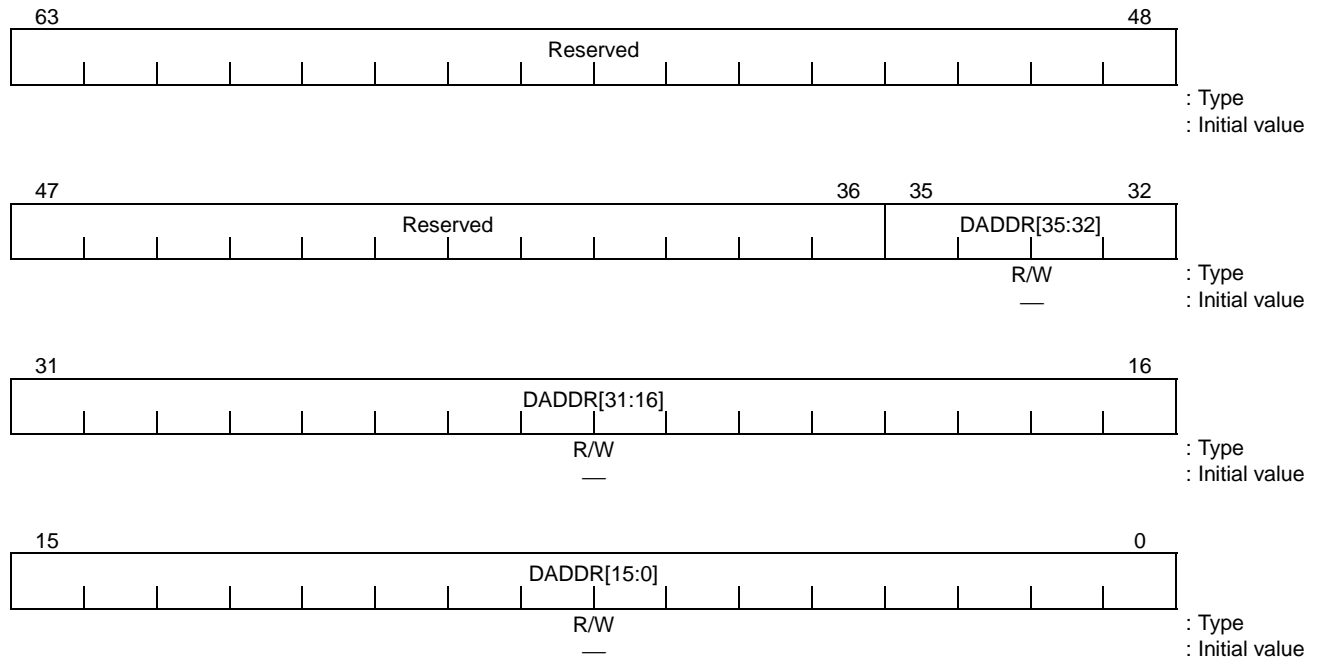 63 48
Reserved
: Type
: Initial value
47 36 35 32
Reserved DADDR[35:32]
R/W : Type
— : Initial value
31 16
DADDR[31:16]
R/W : Type
— : Initial value
15 0
DADDR[15:0]
R/W : Type
— : Initial value